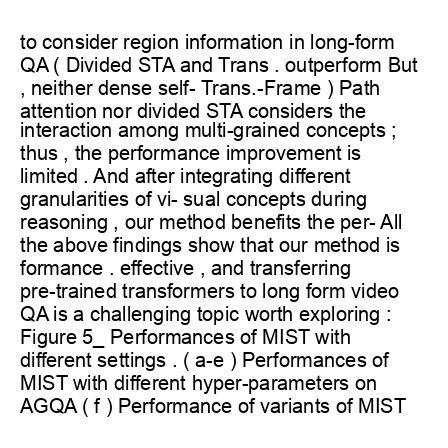 to consider region information in long-form
QA ( Divided STA and Trans . outperform But
, neither dense self- Trans.-Frame ) Path
attention nor divided STA considers the
interaction among multi-grained concepts ;
thus , the performance improvement is
limited . And after integrating different
granularities of vi- sual concepts during
reasoning , our method benefits the per- All
the above findings show that our method is
formance . effective , and transferring
pre-trained transformers to long form video
QA is a challenging topic worth exploring :
Figure 5_ Performances of MIST with
different settings . ( a-e ) Performances of
MIST with different hyper-parameters on
AGQA ( f ) Performance of variants of MIST